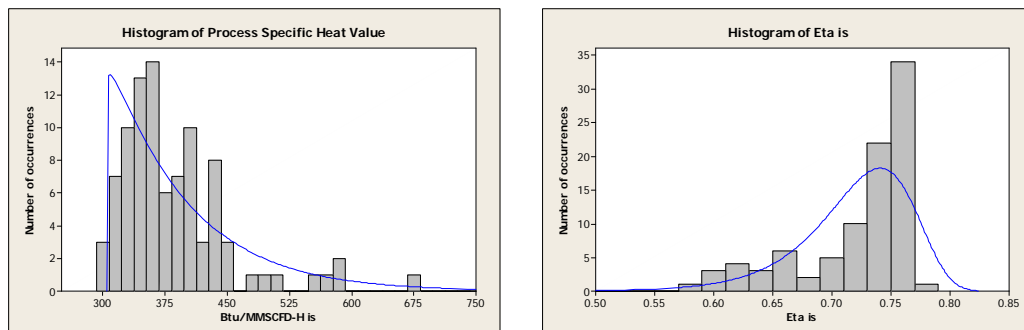 Histogram of Process Specific Heat Value
Number of occurrences
14
12
10
8
6
4
2
0
300 375 450 525 600 675 750
Btu/MMSCFD-H is
Histogram of Eta is
Number of occurrences
35
30
25
20
15
10
5
0
0.50 0.55 0.60 0.65 0.70 0.75 0.80 0.85
Eta is